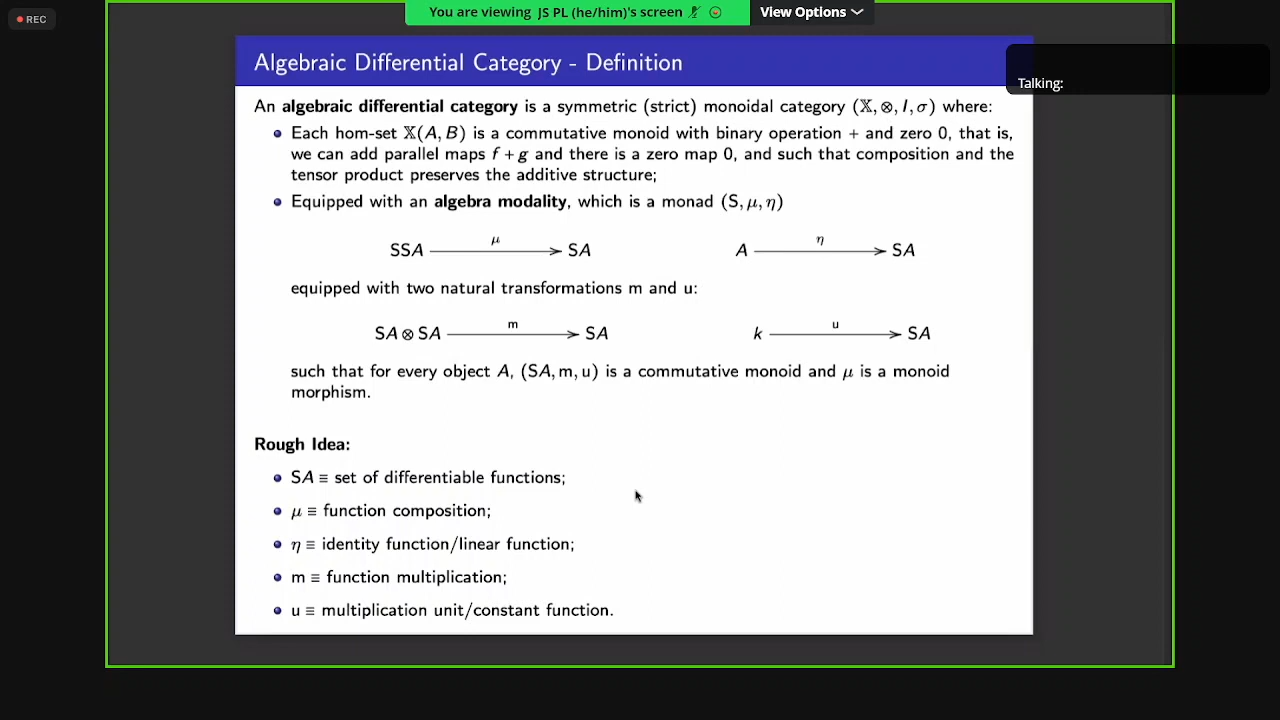 REC
You are viewing JS PL (he/him)'s screen
View Options
Algebraic Differential Category - Definition
Talking:
An algebraic differential category is a symmetric (strict) monoidal category (𝕏, ⊗, I, σ) where:
Each hom-set 𝕏(A, B) is a commutative monoid with binary operation + and zero 0, that is,
we can add parallel maps f + g and there is a zero map 0, and such that composition and the
tensor product preserves the additive structure;
Equipped with an algebra modality, which is a monad (S, μ, η)
SSA —μ→ SA A —η→ SA
equipped with two natural transformations m and u:
SA ⊗ SA —m→ SA k —u→ SA
such that for every object A, (SA, m, u) is a commutative monoid and μ is a monoid
morphism.
Rough Idea:
SA ≡ set of differentiable functions;
μ ≡ function composition;
η ≡ identity function/linear function;
m ≡ function multiplication;
u ≡ multiplication unit/constant function.